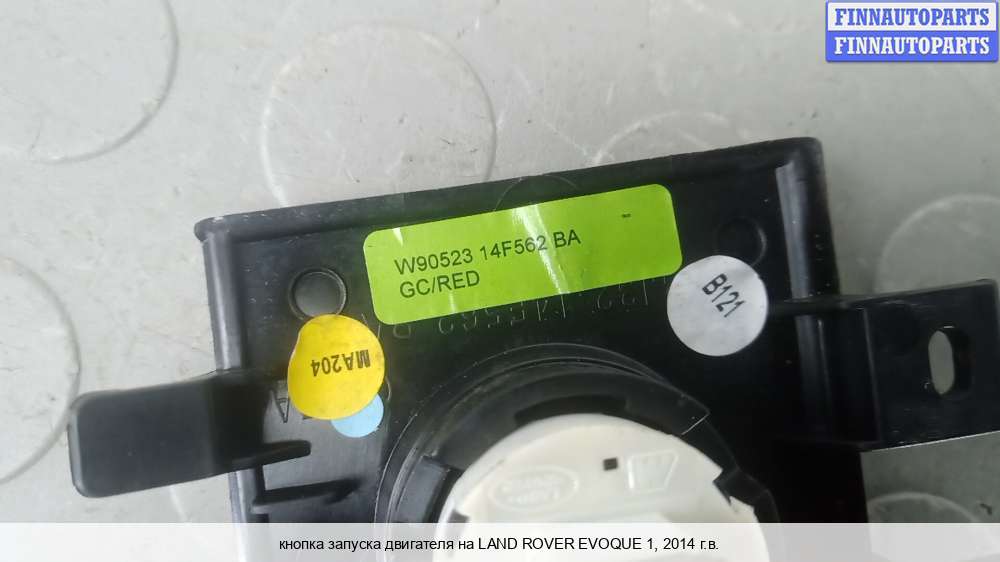 FINNAUTOPARTS
FINNAUTOPARTS
W90523 14F562 BA
GC/RED
B121
MA204
кнопка запуска двигателя на LAND ROVER EVOQUE 1, 2014 г.в.